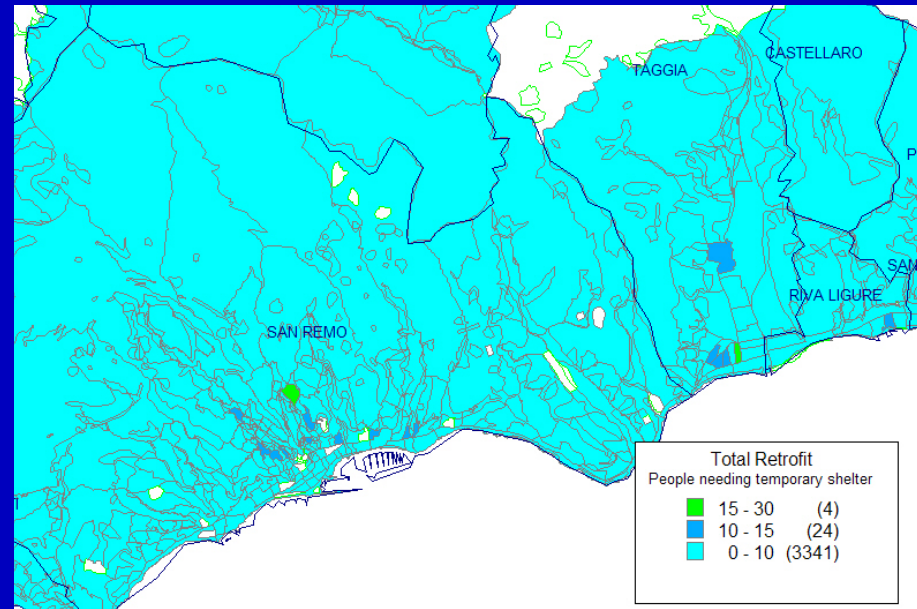 CASTELLARO
TAGGIA
P
SAN
RIVA LIGURE
SAN REMO
Total Retrofit
People needing temporary shelter
15 - 30 (4)
10 - 15 (24)
0 - 10 (3341)